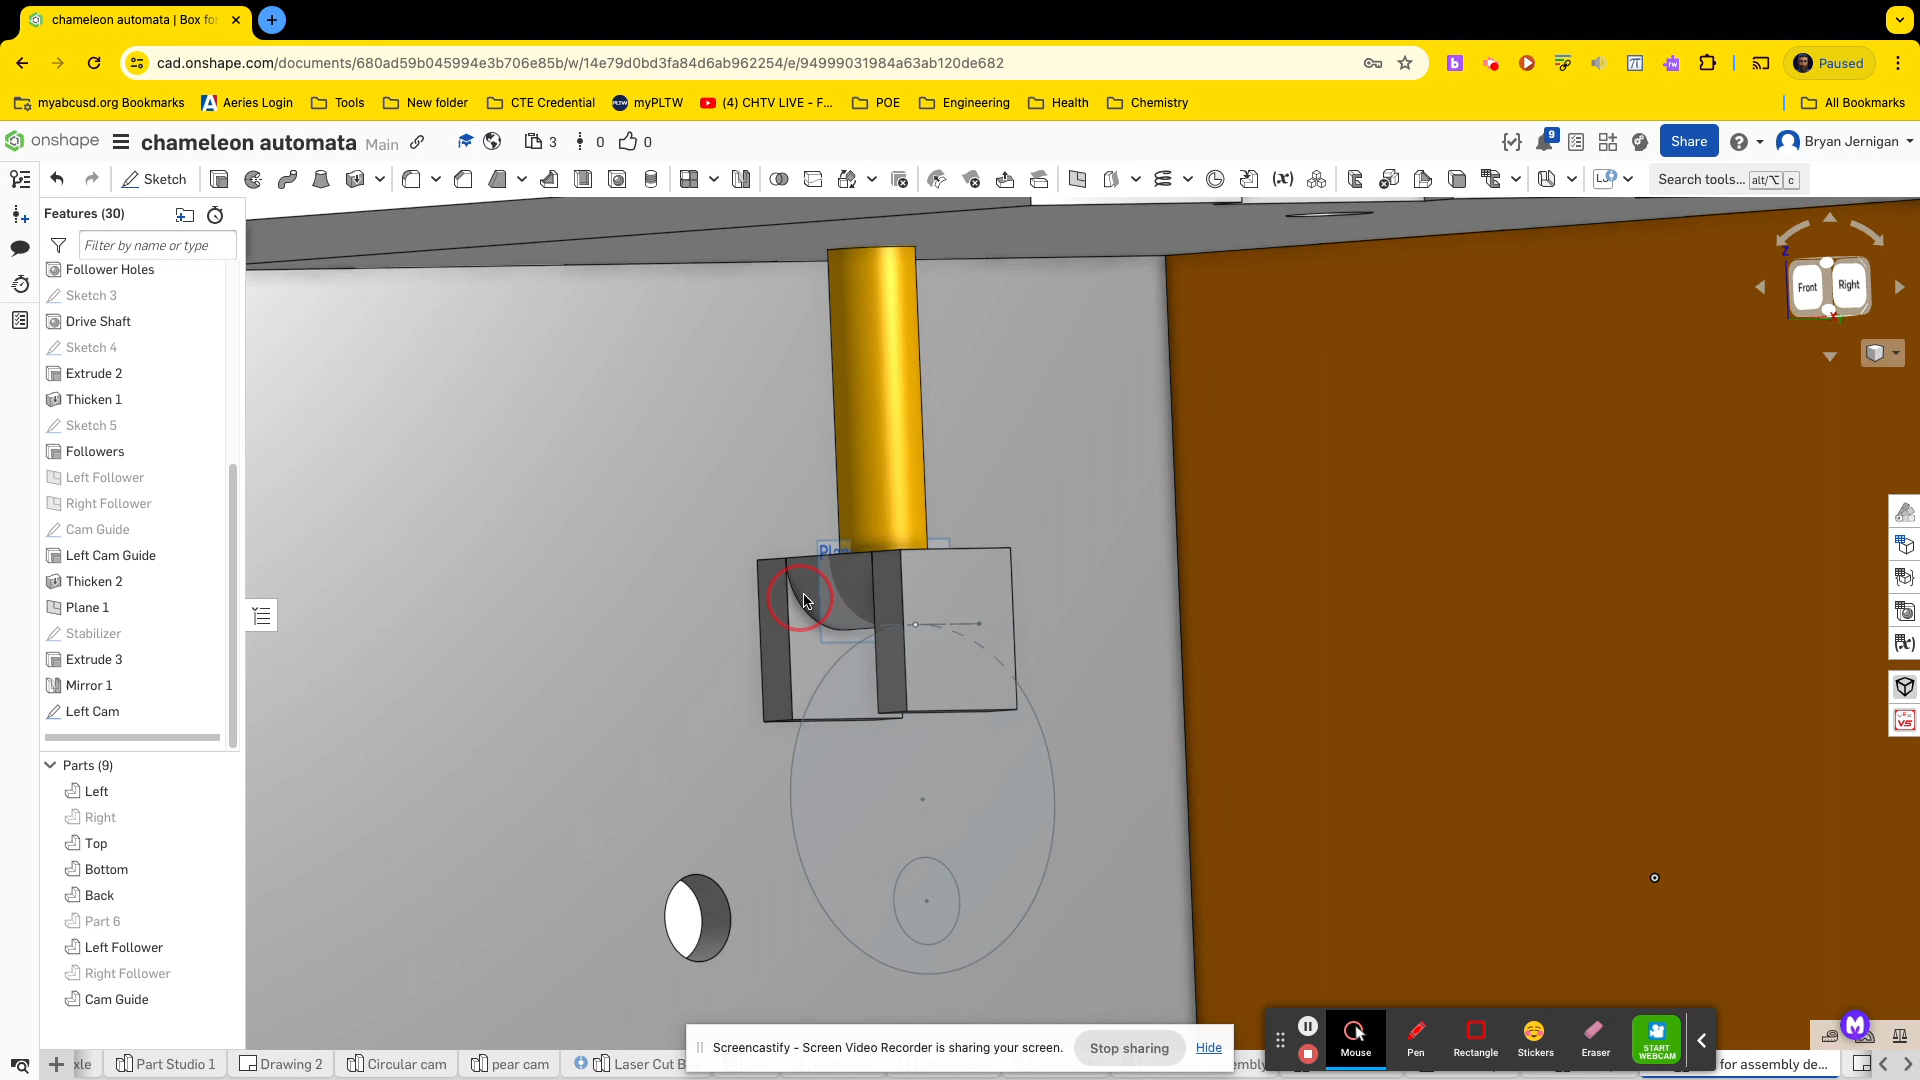 chameleon automata | Box for
cad.onshape.com/documents/680ad59b045994e3b706e85b/w/14e79d0bd3fa84d6ab962254/e/94999031984a63ab120de682
Paused
myabcusd.org Bookmarks
Aeries Login
Tools
New folder
CTE Credential
myPLTW
(4) CHTV LIVE - F...
POE
Engineering
Health
Chemistry
All Bookmarks
onshape
chameleon automata Main
3
0
0
9
Share
Bryan Jernigan
Sketch
Search tools... alt/⌥ c
Features (30)
Filter by name or type
Follower Holes
Sketch 3
Drive Shaft
Sketch 4
Extrude 2
Thicken 1
Sketch 5
Followers
Left Follower
Right Follower
Cam Guide
Left Cam Guide
Thicken 2
Plane 1
Stabilizer
Extrude 3
Mirror 1
Left Cam
Parts (9)
Left
Right
Top
Bottom
Back
Part 6
Left Follower
Right Follower
Cam Guide
Z
Front
Right
Plan
Screencastify - Screen Video Recorder is sharing your screen.
Stop sharing
Hide
Mouse
Pen
Rectangle
Stickers
Eraser
START WEBCAM
xle
Part Studio 1
Drawing 2
Circular cam
pear cam
Laser Cut B
for assembly de...